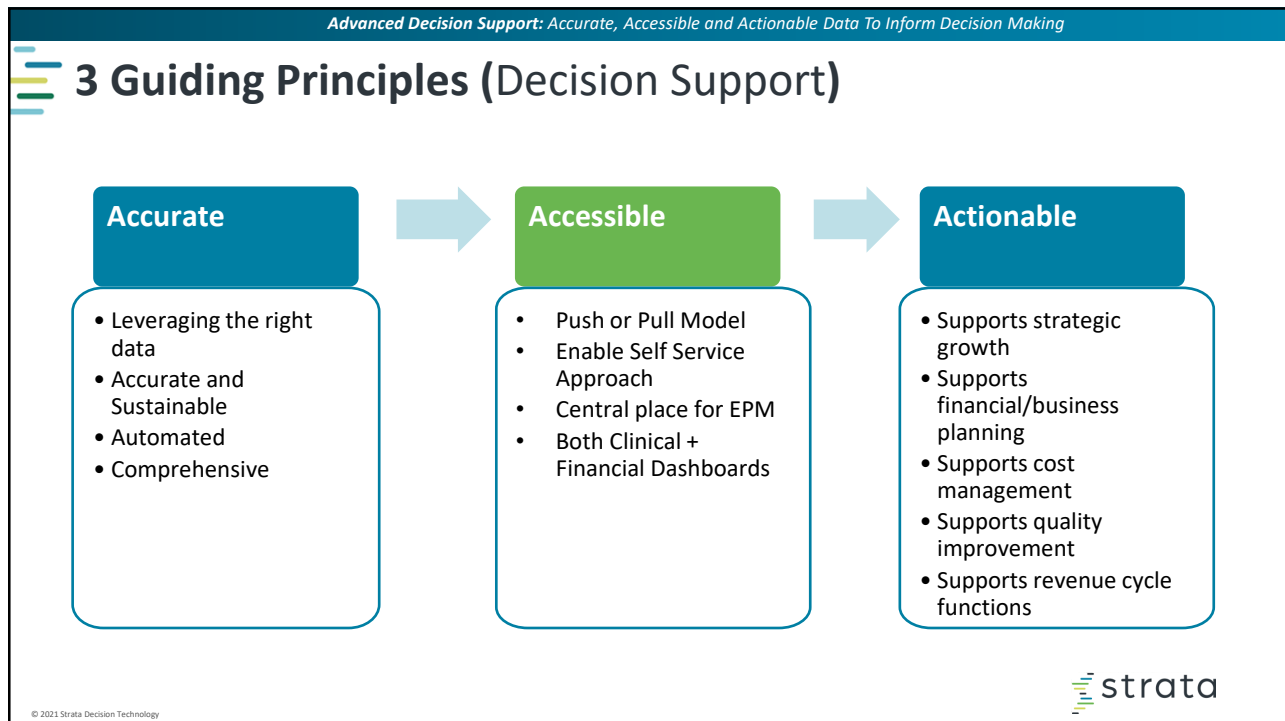 Advanced Decision Support: Accurate, Accessible and Actionable Data To Inform Decision Making
3 Guiding Principles (Decision Support)
Accurate
• Leveraging the right
data
• Accurate and
Sustainable
• Automated
• Comprehensive
Accessible
• Push or Pull Model
• Enable Self Service
Approach
• Central place for EPM
• Both Clinical +
Financial Dashboards
Actionable
• Supports strategic
growth
• Supports
financial/business
planning
• Supports cost
management
• Supports quality
improvement
• Supports revenue cycle
functions
© 2021 Strata Decision Technology
strata